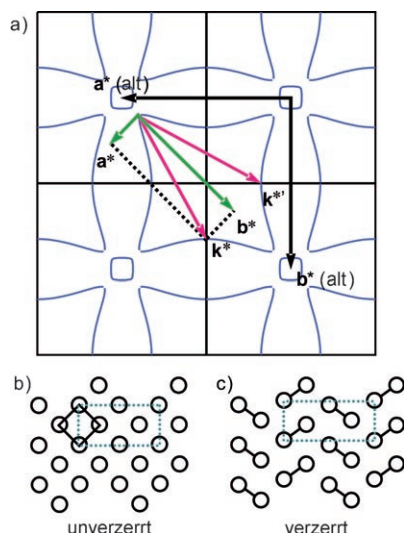 a)
a* (alt)
a*
k*'
b*
k*
b* (alt)
b)
c)
unverzerrt
verzerrt